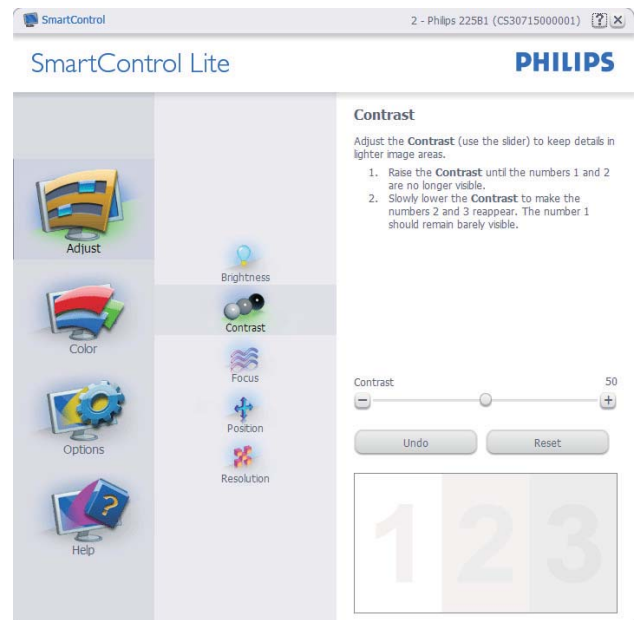 SmartControl
2 - Philips 225B1 (CS30715000001)
?
SmartControl Lite
PHILIPS
Adjust
Color
Options
Help
?
Brightness
Contrast
Focus
Position
Resolution
Contrast
Adjust the Contrast (use the slider) to keep details in
lighter image areas.
1. Raise the Contrast until the numbers 1 and 2
are no longer visible.
2. Slowly lower the Contrast to make the
numbers 2 and 3 reappear. The number 1
should remain barely visible.
Contrast 50
Undo
Reset
1 2 3